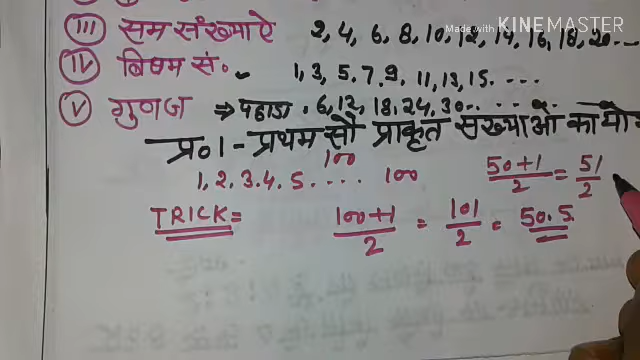 Made with KINEMASTER
III सम संख्याऐ 2, 4, 6, 8, 10, 12, 14, 16, 18, 20...
IV बिषम सं. 1, 3, 5, 7, 9, 11, 13, 15.....
V गुणज ⇒ पहाडा . 6, 12, 18, 24, 30.......
प्र०1- प्रथम सौ प्राकृत संख्याओं का
100
1, 2, 3, 4, 5. .... 100
50+1/2 = 51/2
TRICK= 100+1/2 = 101/2 = 50.5